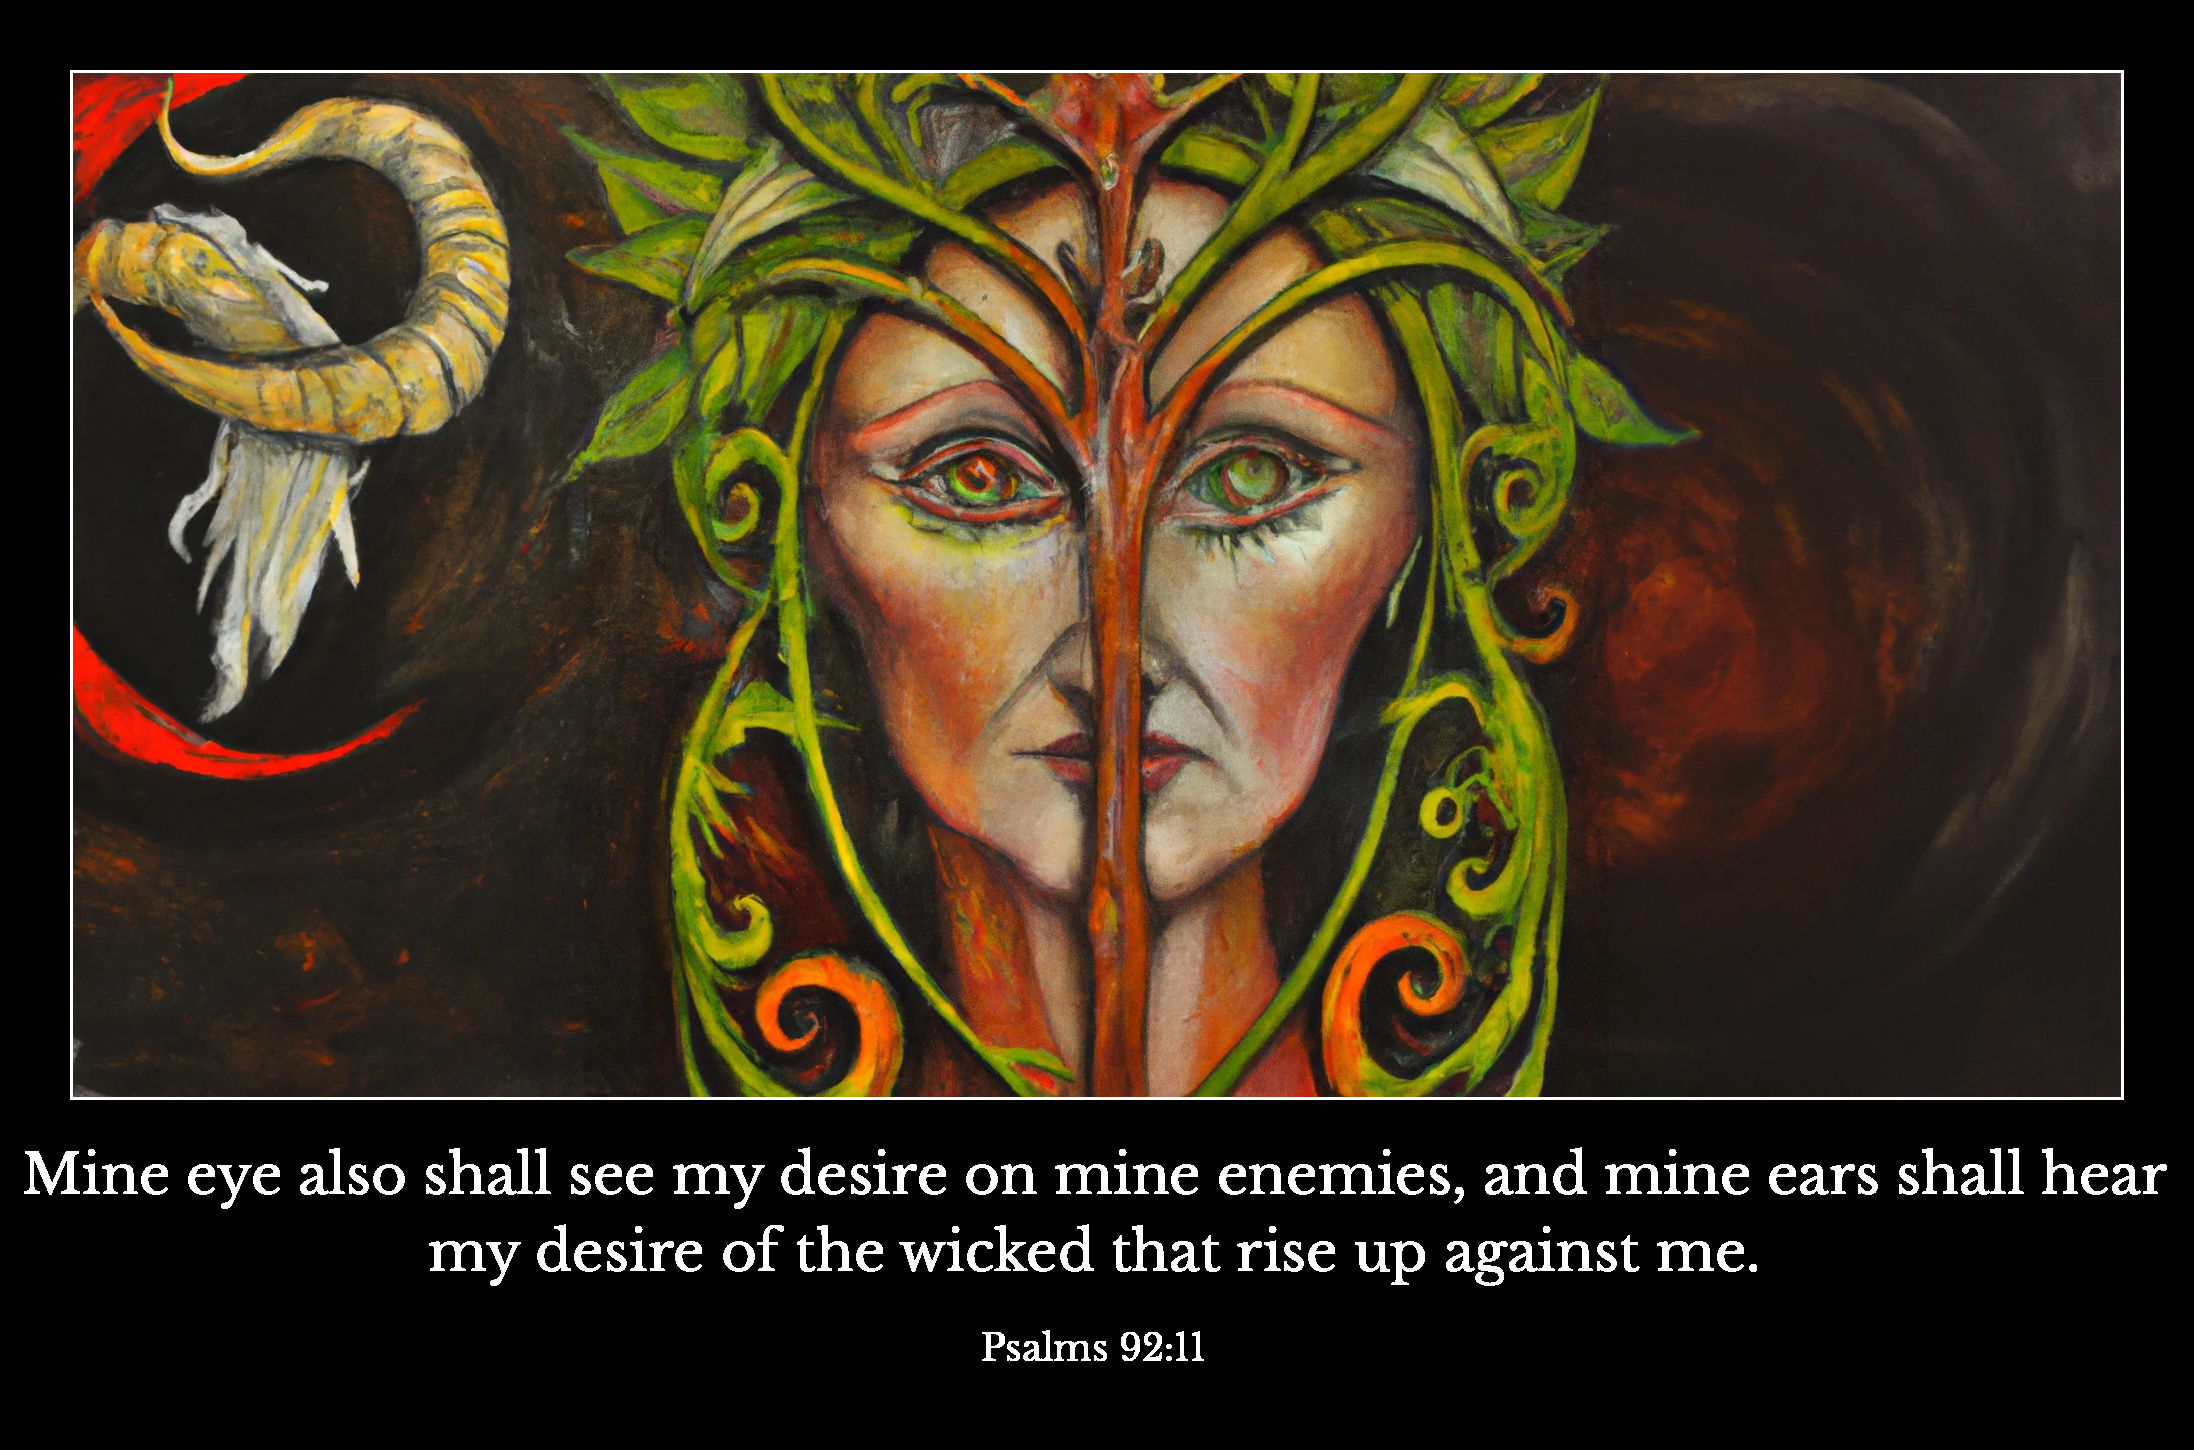 Mine eye also shall see my desire on mine enemies, and mine ears shall hear
my desire of the wicked that rise up against me.
Psalms 92:11